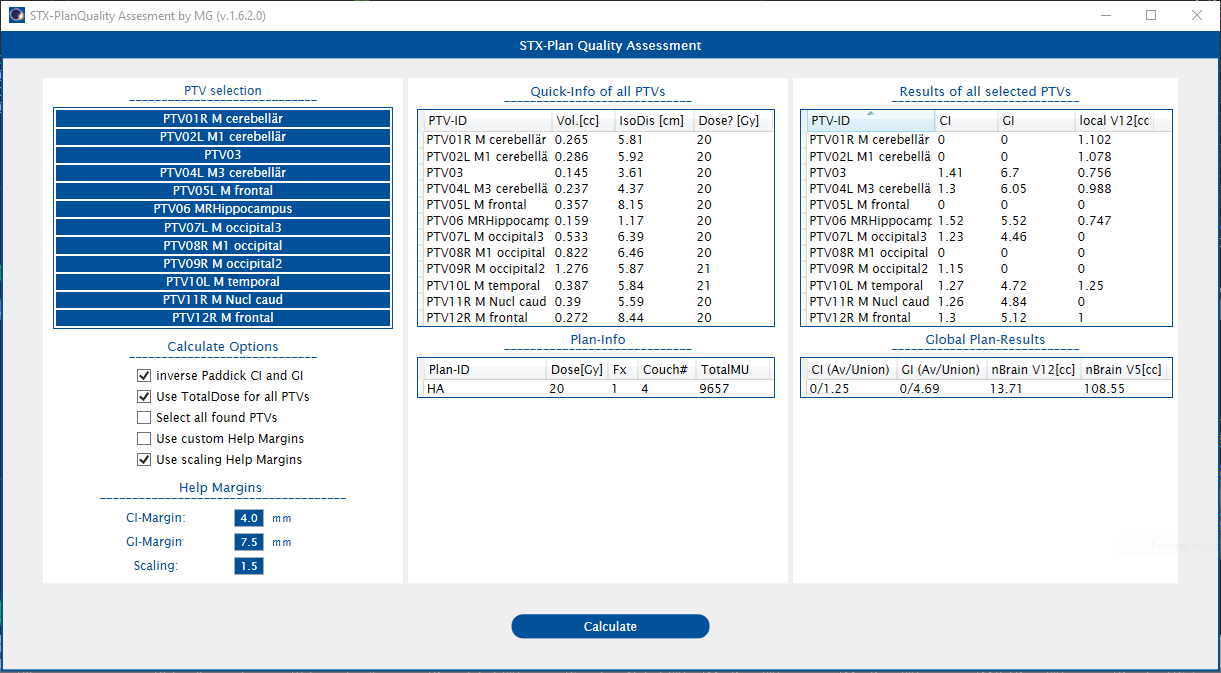 STX-PlanQuality Assesment by MG (v.1.6.2.0)
STX-Plan Quality Assessment
PTV selection
PTV01R M cerebellär
PTV02L M1 cerebellär
PTV03
PTV04L M3 cerebellär
PTV05L M frontal
PTV06 MRHippocampus
PTV07L M occipital3
PTV08R M1 occipital
PTV09R M occipital2
PTV10L M temporal
PTV11R M Nucl caud
PTV12R M frontal
Calculate Options
inverse Paddick CI and GI
Use TotalDose for all PTVs
Select all found PTVs
Use custom Help Margins
Use scaling Help Margins
Help Margins
CI-Margin: 4.0 mm
GI-Margin: 7.5 mm
Scaling: 1.5
Quick-Info of all PTVs
PTV-ID Vol.[cc] IsoDis [cm] Dose? [Gy]
PTV01R M cerebellär 0.265 5.81 20
PTV02L M1 cerebellä 0.286 5.92 20
PTV03 0.145 3.61 20
PTV04L M3 cerebellä 0.237 4.37 20
PTV05L M frontal 0.357 8.15 20
PTV06 MRHippocamp 0.159 1.17 20
PTV07L M occipital3 0.533 6.39 20
PTV08R M1 occipital 0.822 6.46 20
PTV09R M occipital2 1.276 5.87 21
PTV10L M temporal 0.387 5.84 21
PTV11R M Nucl caud 0.39 5.59 20
PTV12R M frontal 0.272 8.44 20
Plan-Info
Plan-ID Dose[Gy] Fx Couch# TotalMU
HA 20 1 4 9657
Results of all selected PTVs
PTV-ID CI GI local V12[cc
PTV01R M cerebellär 0 0 1.102
PTV02L M1 cerebellä 0 0 1.078
PTV03 1.41 6.7 0.756
PTV04L M3 cerebellä 1.3 6.05 0.988
PTV05L M frontal 0 0 0
PTV06 MRHippocamp 1.52 5.52 0.747
PTV07L M occipital3 1.23 4.46 0
PTV08R M1 occipital 0 0 0
PTV09R M occipital2 1.15 0 0
PTV10L M temporal 1.27 4.72 1.25
PTV11R M Nucl caud 1.26 4.84 0
PTV12R M frontal 1.3 5.12 1
Global Plan-Results
CI (Av/Union) GI (Av/Union) nBrain V12[cc] nBrain V5[cc]
0/1.25 0/4.69 13.71 108.55
Calculate